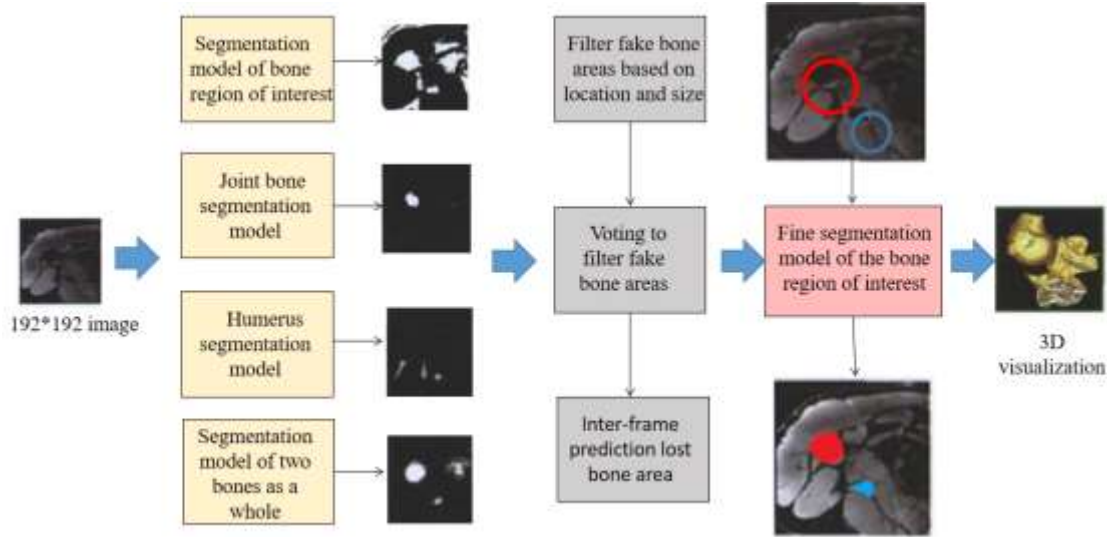 192*192 image
Segmentation
model of bone
region of interest
Joint bone
segmentation
model
Humerus
segmentation
model
Segmentation
model of two
bones as a
whole
Filter fake bone
areas based on
location and size
Voting to
filter fake
bone areas
Inter-frame
prediction lost
bone area
Fine segmentation
model of the bone
region of interest
3D
visualization